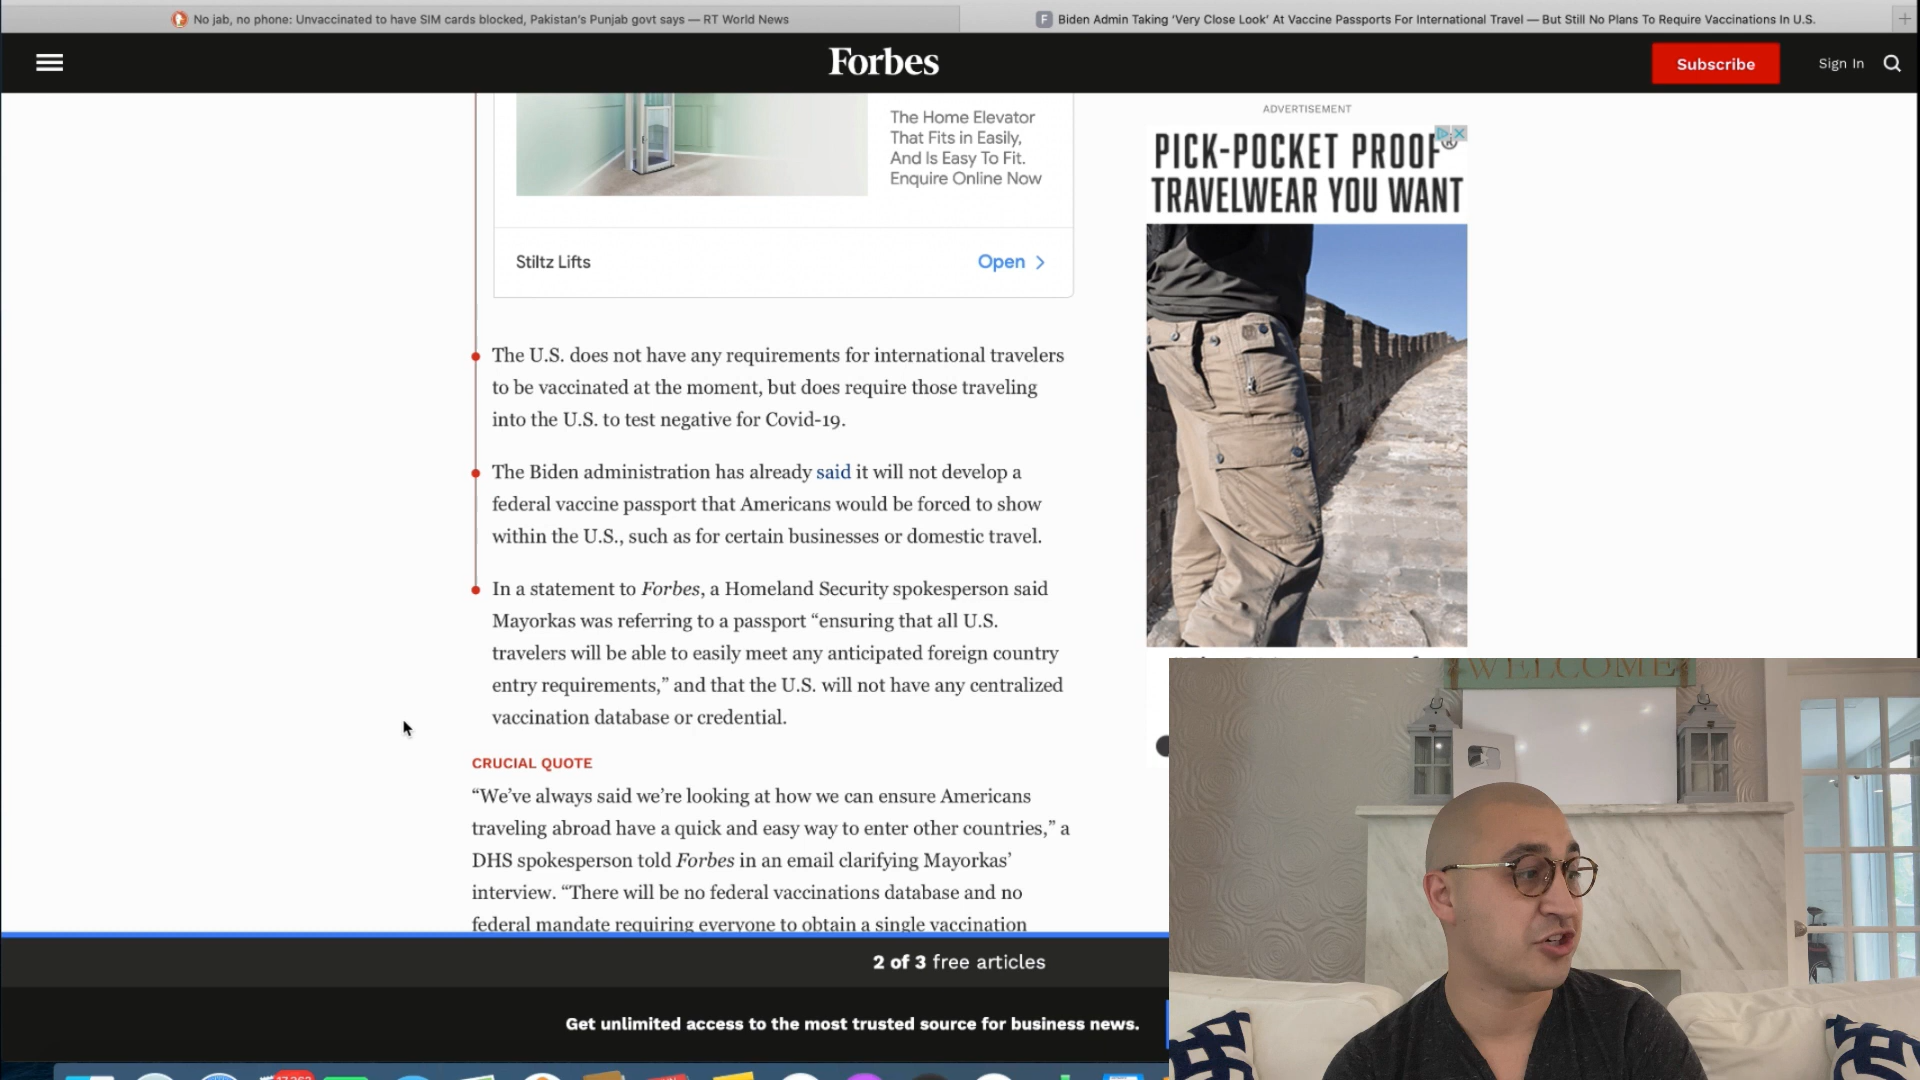 No jab, no phone: Unvaccinated to have SIM cards blocked, Pakistan's Punjab govt says — RT World News
F Biden Admin Taking 'Very Close Look' At Vaccine Passports For International Travel — But Still No Plans To Require Vaccinations In U.S.
Forbes
Subscribe
Sign In
The Home Elevator
That Fits in Easily,
And Is Easy To Fit.
Enquire Online Now
Stiltz Lifts
Open
ADVERTISEMENT
PICK-POCKET PROOF®
TRAVELWEAR YOU WANT
The U.S. does not have any requirements for international travelers
to be vaccinated at the moment, but does require those traveling
into the U.S. to test negative for Covid-19.
The Biden administration has already said it will not develop a
federal vaccine passport that Americans would be forced to show
within the U.S., such as for certain businesses or domestic travel.
In a statement to Forbes, a Homeland Security spokesperson said
Mayorkas was referring to a passport “ensuring that all U.S.
travelers will be able to easily meet any anticipated foreign country
entry requirements,” and that the U.S. will not have any centralized
vaccination database or credential.
CRUCIAL QUOTE
“We’ve always said we’re looking at how we can ensure Americans
traveling abroad have a quick and easy way to enter other countries,” a
DHS spokesperson told Forbes in an email clarifying Mayorkas’
interview. “There will be no federal vaccinations database and no
federal mandate requiring everyone to obtain a single vaccination
2 of 3 free articles
Get unlimited access to the most trusted source for business news.
WELCOME